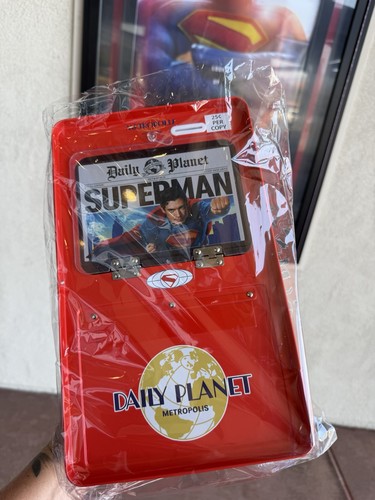 25¢
PER
COPY
Daily Planet
SUPERMAN
DAILY PLANET
METROPOLIS